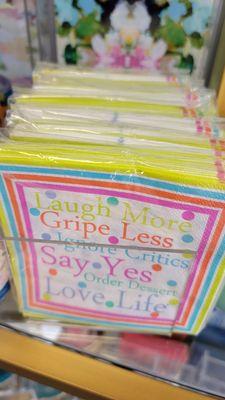 Laugh More
Gripe Less
Ignore Critics
Say Yes
Order Dessert
Love Life